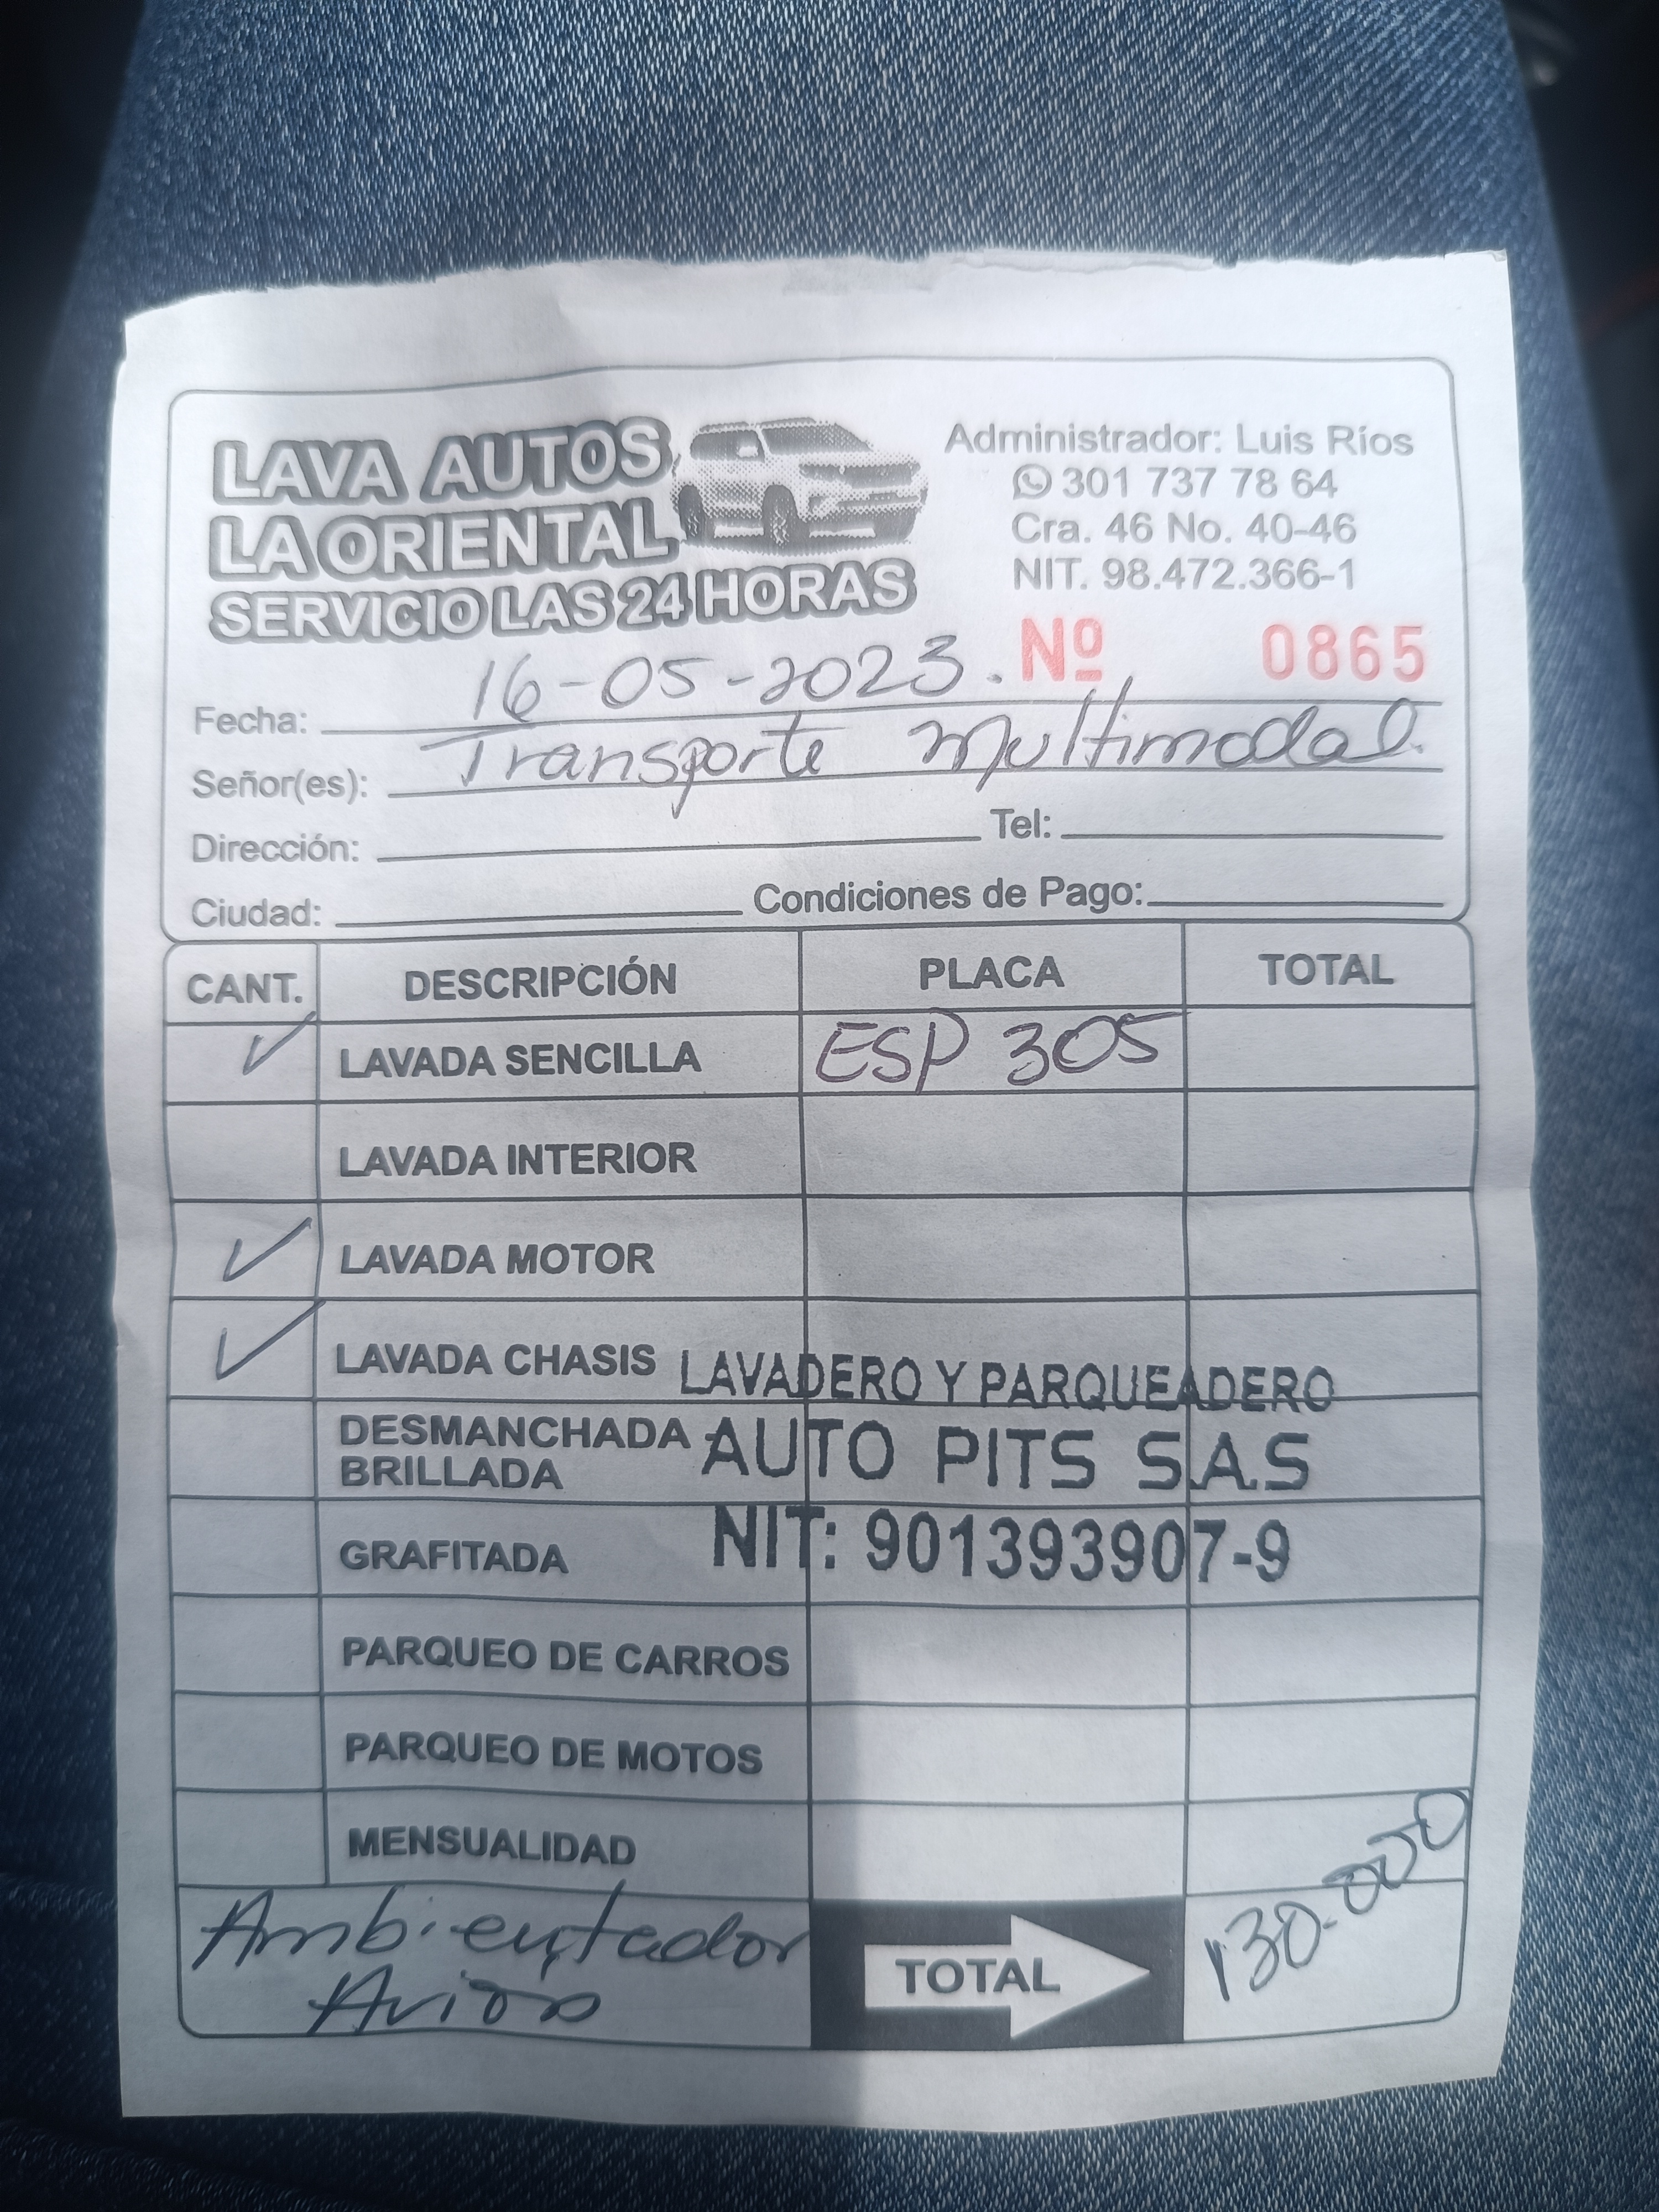 LAVA AUTOS
LA ORIENTAL
SERVICIO LAS 24 HORAS
Administrador: Luis Ríos
301 737 78 64
Cra. 46 No. 40-46
NIT. 98.472.366-1
Nº 0865
Fecha: 16-05-2023.
Señor(es): Transporte Multimodal.
Dirección: Tel:
Ciudad: Condiciones de Pago:
CANT. DESCRIPCIÓN PLACA TOTAL
✓ LAVADA SENCILLA ESP 305
LAVADA INTERIOR
✓ LAVADA MOTOR
✓ LAVADA CHASIS
DESMANCHADA
BRILLADA
GRAFITADA
LAVADERO Y PARQUEADERO
AUTO PITS S.A.S
NIT: 901393907-9
PARQUEO DE CARROS
PARQUEO DE MOTOS
MENSUALIDAD
Ambientador
TOTAL 130.000